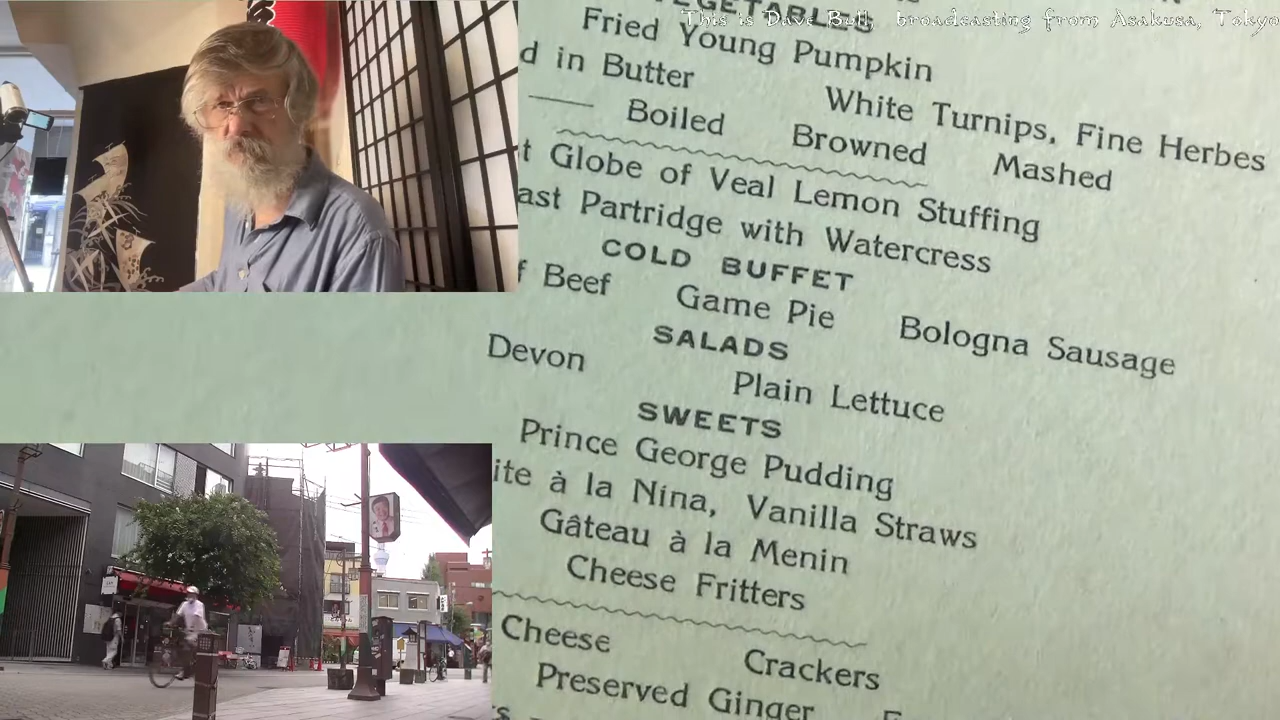 This is Dave Bull, broadcasting from Asakusa, Tokyo
VEGETABLES
Fried Young Pumpkin
d in Butter White Turnips, Fine Herbes
Boiled Browned Mashed
t Globe of Veal Lemon Stuffing
ast Partridge with Watercress
COLD BUFFET
f Beef Game Pie Bologna Sausage
SALADS
Devon Plain Lettuce
SWEETS
Prince George Pudding
ite à la Nina, Vanilla Straws
Gâteau à la Menin
Cheese Fritters
Cheese Crackers
Preserved Ginger